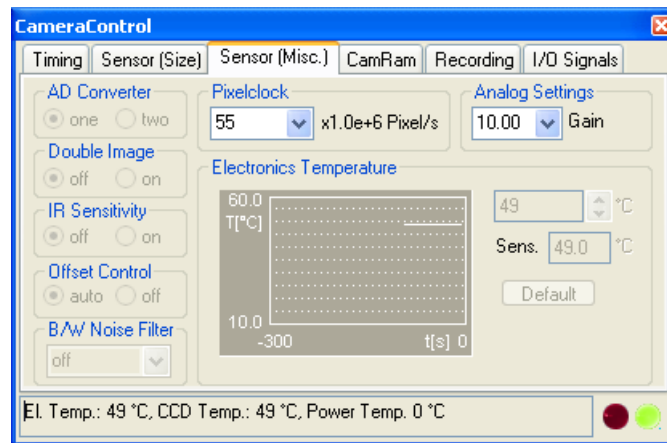 CameraControl
Timing Sensor (Size) Sensor (Misc.) CamRam Recording I/O Signals
AD Converter
one two
Pixelclock
55 x1.0e+6 Pixel/s
Analog Settings
10.00 Gain
Double Image
off on
IR Sensitivity
off on
Offset Control
auto off
B/W Noise Filter
off
Electronics Temperature
60.0
T[°C]
10.0
-300 t[s] 0
49 °C
Sens. 49.0 °C
Default
El. Temp.: 49 °C, CCD Temp.: 49 °C, Power Temp. 0 °C